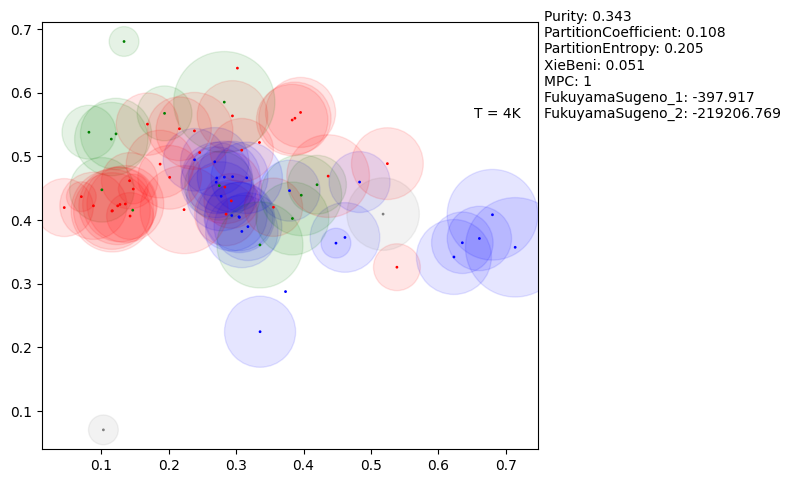 Purity: 0.343
PartitionCoefficient: 0.108
PartitionEntropy: 0.205
XieBeni: 0.051
MPC: 1
FukuyamaSugeno_1: -397.917
FukuyamaSugeno_2: -219206.769
T = 4K
0.7
0.6
0.5
0.4
0.3
0.2
0.1
0.1 0.2 0.3 0.4 0.5 0.6 0.7